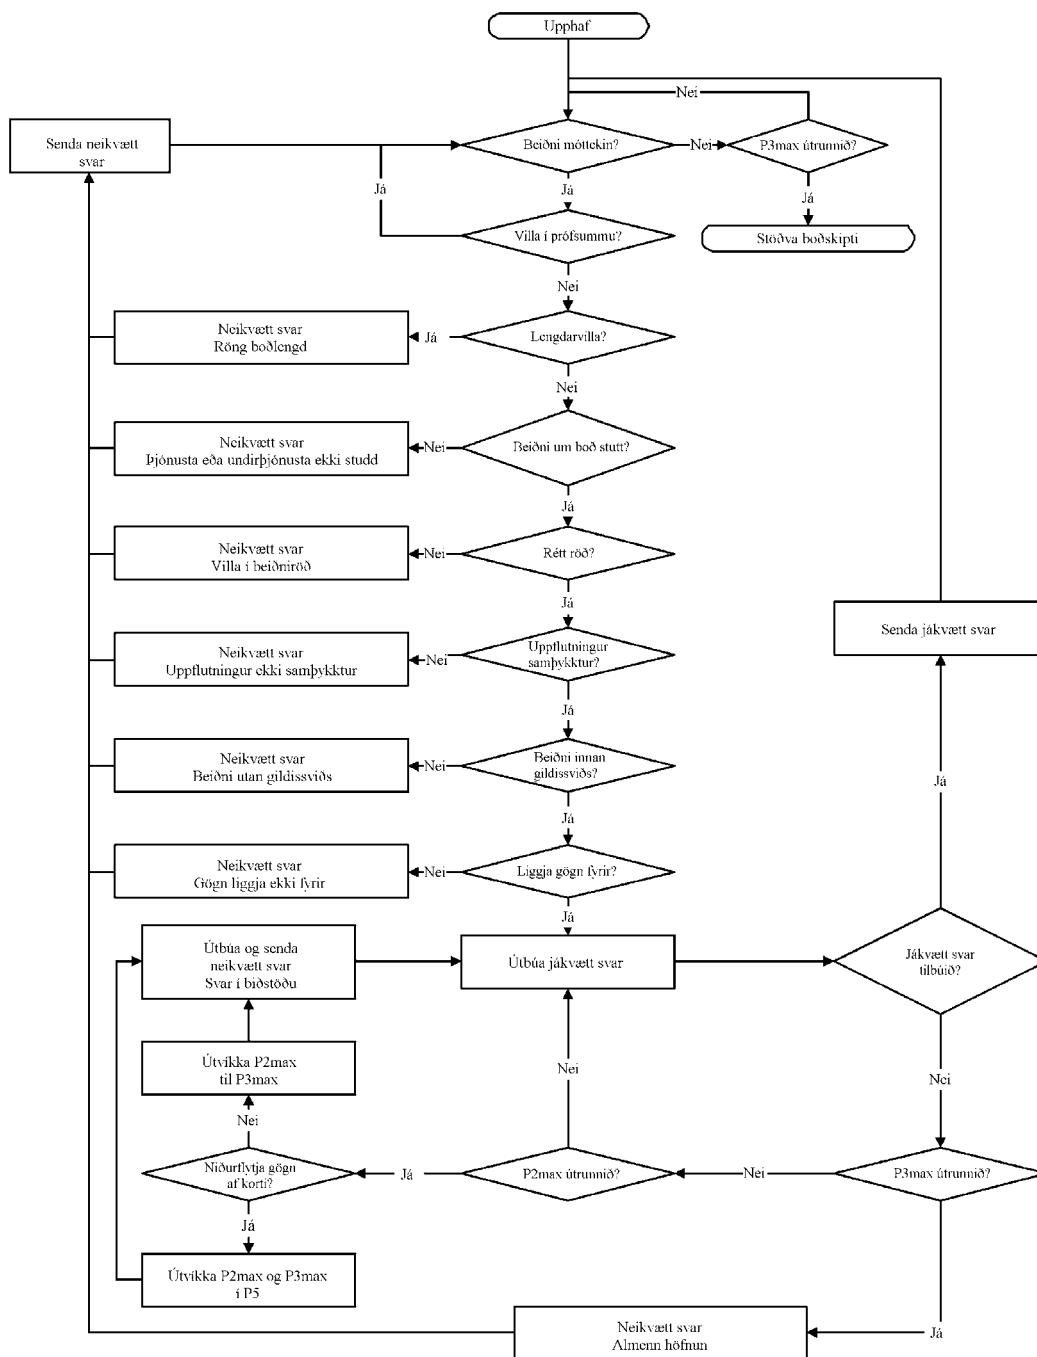 Upphaf
Nei
Senda neikvætt
svar
Beiðni móttekin?
Nei
P3max útrunnið?
Já
Já
Já
Villa í prófsummu?
Stöðva boðskipti
Nei
Neikvætt svar
Röng boðlengd
Já
Lengdarvilla?
Nei
Neikvætt svar
Þjónusta eða undirþjónusta ekki studd
Nei
Beiðni um boð stutt?
Já
Neikvætt svar
Villa í beiðniröð
Nei
Rétt röð?
Já
Senda jákvætt svar
Neikvætt svar
Uppflutningur ekki samþykktur
Nei
Uppflutningur
samþykktur?
Já
Neikvætt svar
Beiðni utan gildissviðs
Nei
Beiðni innan
gildissviðs?
Já
Já
Neikvætt svar
Gögn liggja ekki fyrir
Nei
Liggja gögn fyrir?
Já
Útbúa og senda
neikvætt svar
Svar í biðstöðu
Útbúa jákvætt svar
Jákvætt svar
tilbúið?
Útvíkka P2max
til P3max
Nei
Nei
Nei
Niðurflytja gögn
af korti?
Já
P2max útrunnið?
Nei
P3max útrunnið?
Já
Útvíkka P2max og P3max
í P5
Neikvætt svar
Almenn höfnun
Já